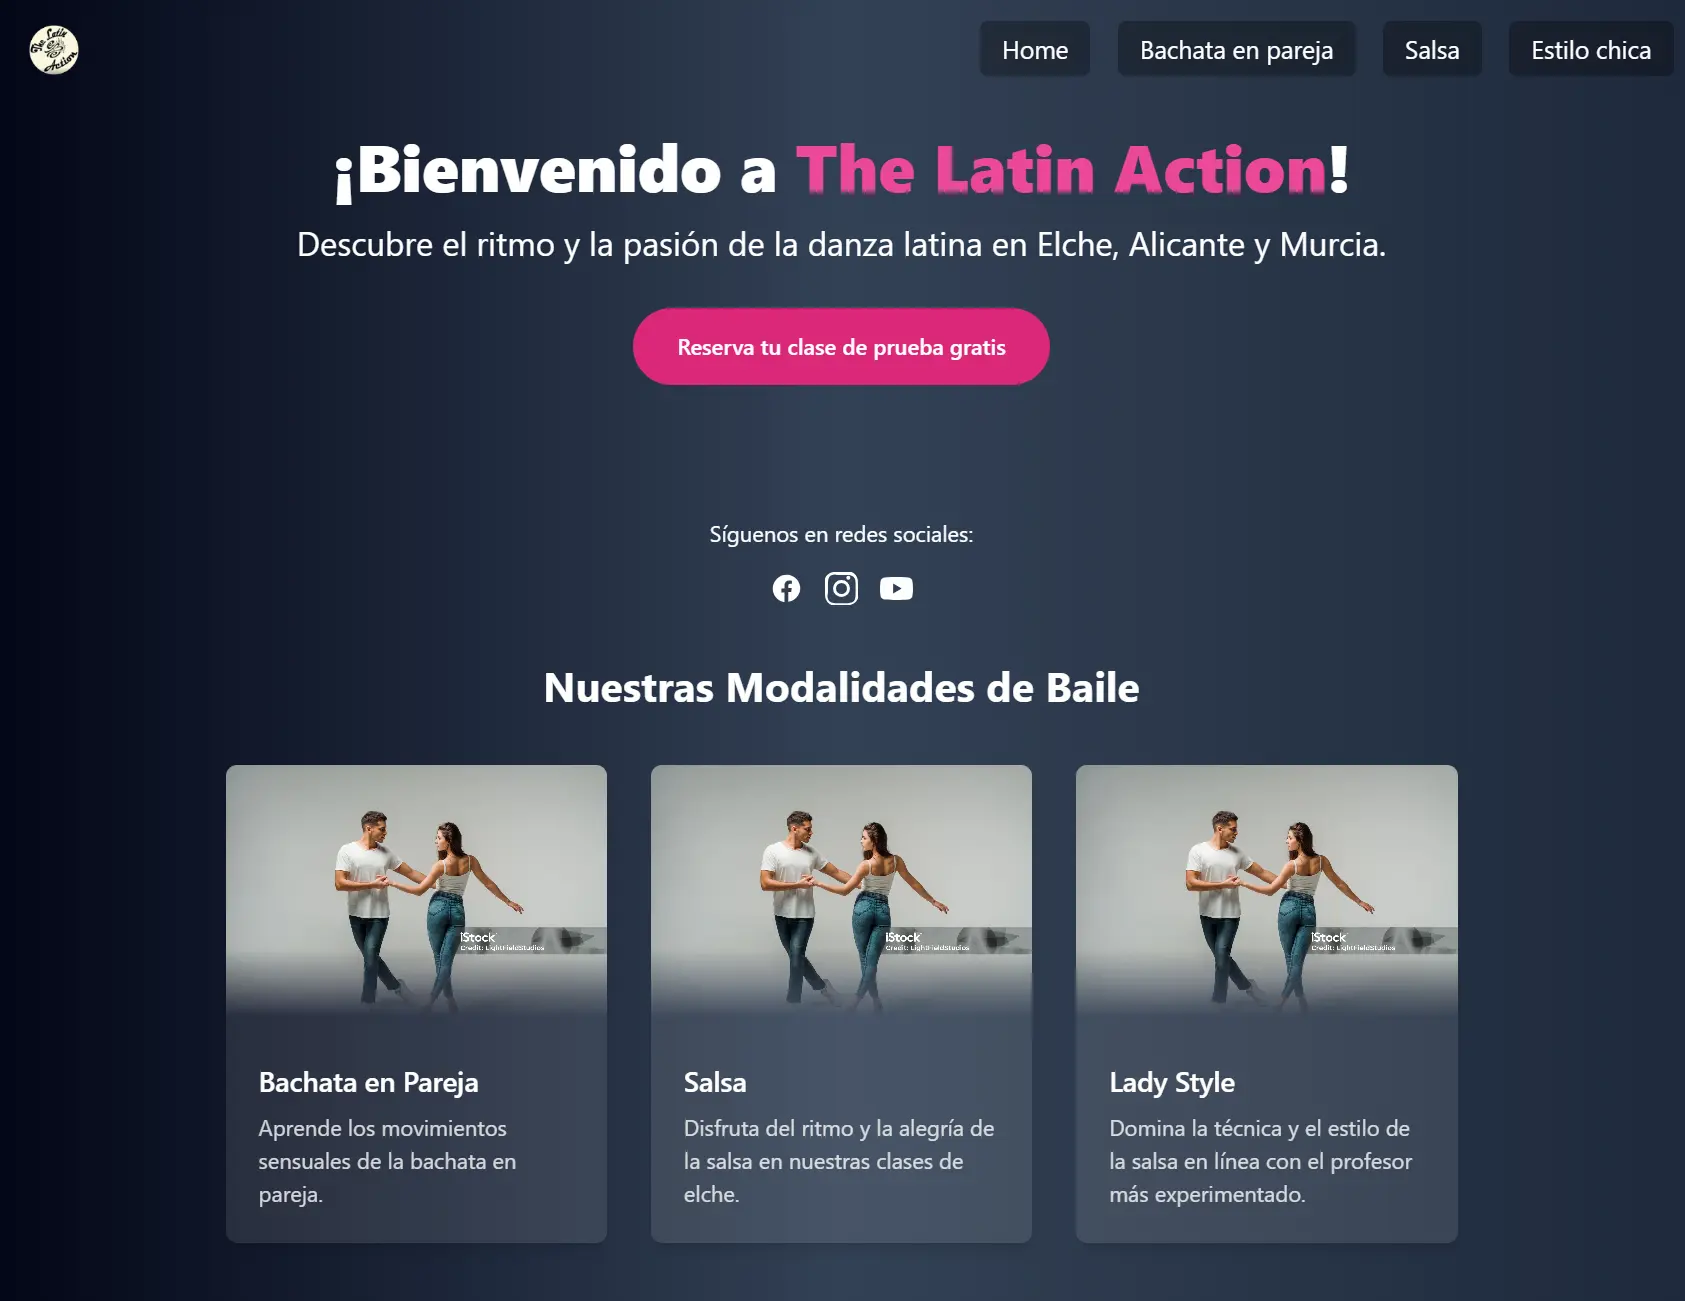 The Latin
Action
Home
Bachata en pareja
Salsa
Estilo chica
¡Bienvenido a The Latin Action!
Descubre el ritmo y la pasión de la danza latina en Elche, Alicante y Murcia.
Reserva tu clase de prueba gratis
Síguenos en redes sociales:
Nuestras Modalidades de Baile
iStock
Credit: LightFieldStudios
iStock
Credit: LightFieldStudios
iStock
Credit: LightFieldStudios
Bachata en Pareja
Aprende los movimientos
sensuales de la bachata en
pareja.
Salsa
Disfruta del ritmo y la alegría de
la salsa en nuestras clases de
elche.
Lady Style
Domina la técnica y el estilo de
la salsa en línea con el profesor
más experimentado.